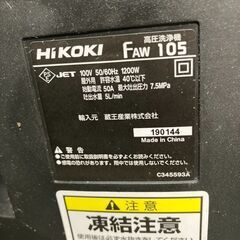 高圧洗浄機
HiKOKI FAW 105
JET 100V 50/60Hz 1200W
屋外用 許容水温 40℃以下
始動電流 50A 最大吐出圧力 7.5MPa
吐出水量 5L/min
輸入元 蔵王産業株式会社
190144
Made in China
警告
C345593A
注意
凍結注意